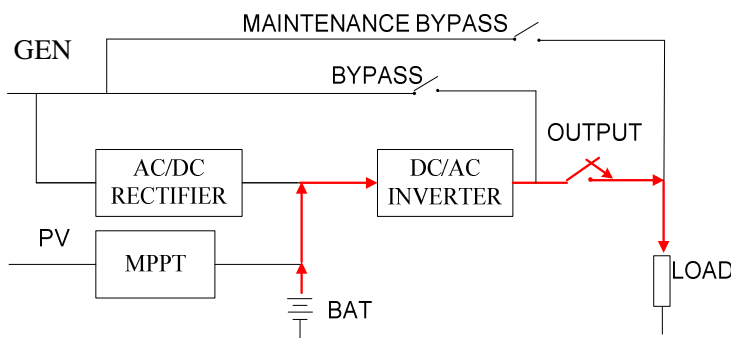 MAINTENANCE BYPASS
GEN
BYPASS
OUTPUT
AC/DC
RECTIFIER
DC/AC
INVERTER
PV
MPPT
BAT
LOAD